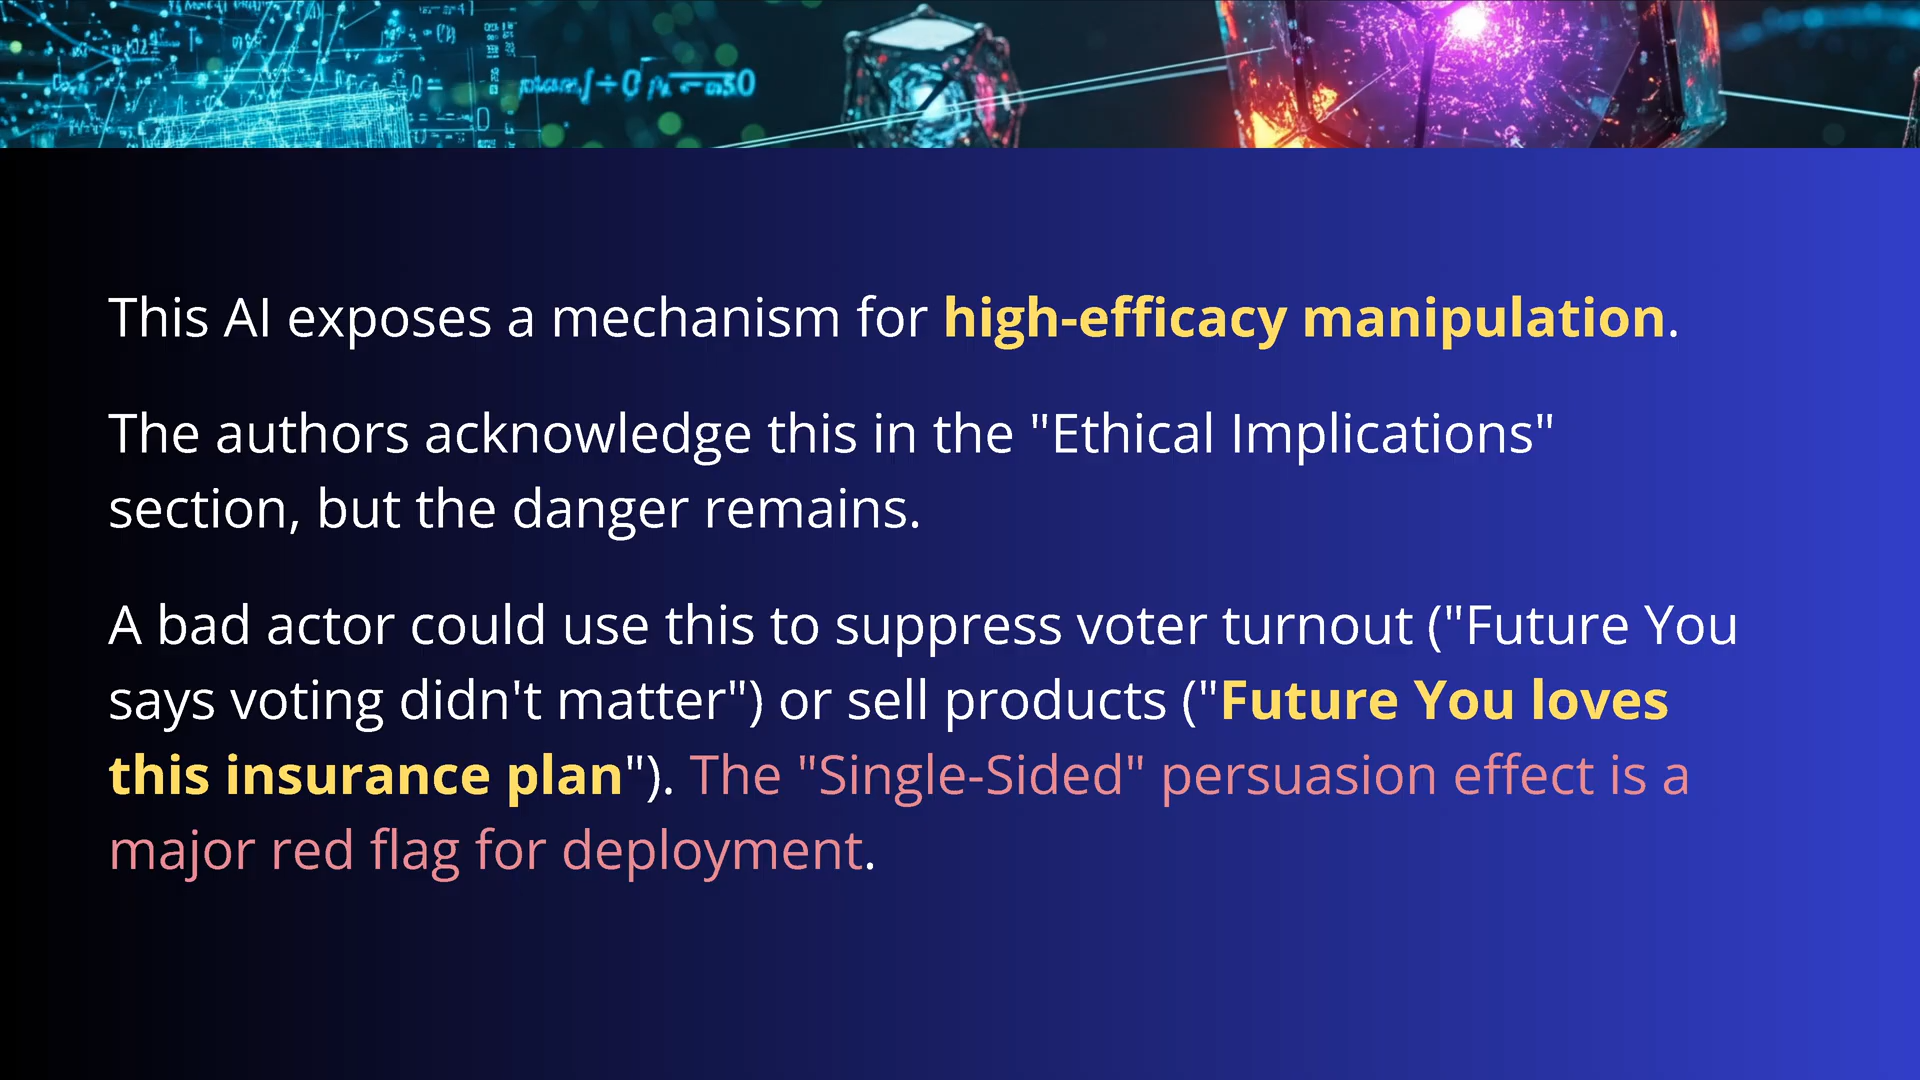 This AI exposes a mechanism for high-efficacy manipulation.
The authors acknowledge this in the "Ethical Implications"
section, but the danger remains.
A bad actor could use this to suppress voter turnout ("Future You
says voting didn't matter") or sell products ("Future You loves
this insurance plan"). The "Single-Sided" persuasion effect is a
major red flag for deployment.